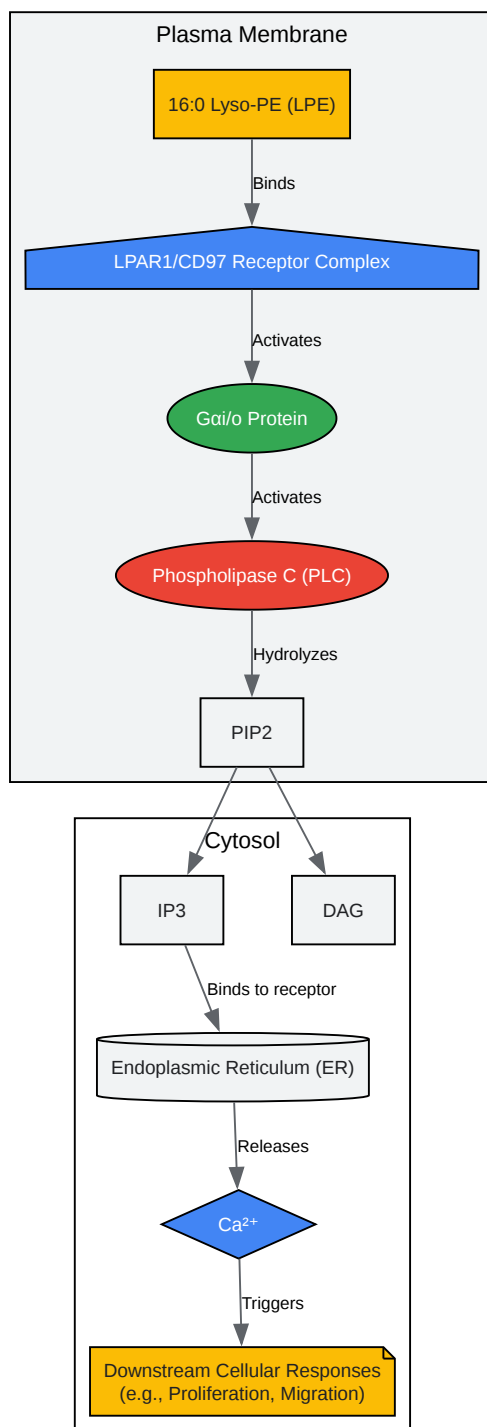 Plasma Membrane
16:0 Lyso-PE (LPE)
Binds
LPAR1/CD97 Receptor Complex
Activates
Gαi/o Protein
Activates
Phospholipase C (PLC)
Hydrolyzes
PIP2
Cytosol
IP3
DAG
Binds to receptor
Endoplasmic Reticulum (ER)
Releases
Ca²⁺
Triggers
Downstream Cellular Responses
(e.g., Proliferation, Migration)